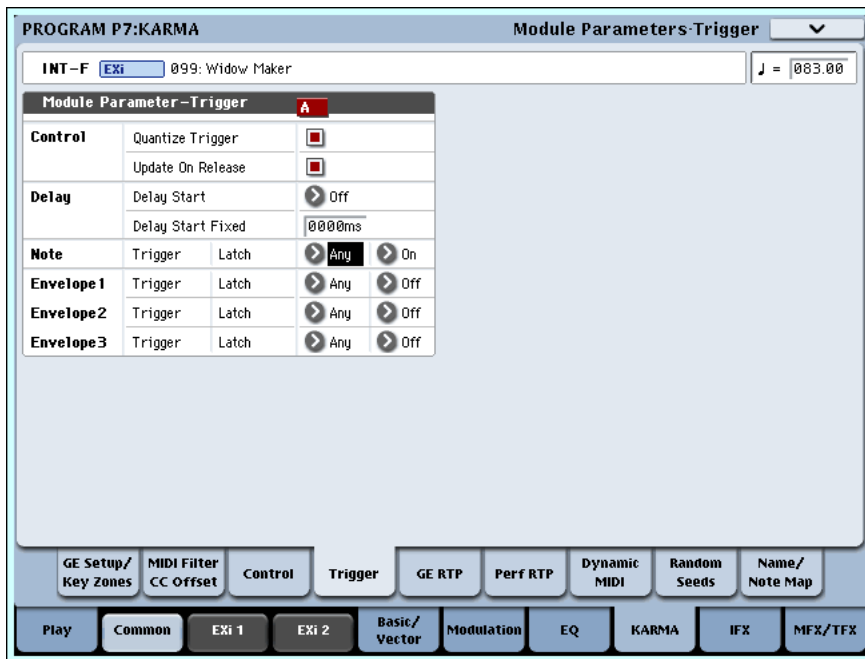 PROGRAM P7:KARMA Module Parameters-Trigger
INT-F EXi 099: Widow Maker ♩ = 083.00
Module Parameter-Trigger A
Control Quantize Trigger
Update On Release
Delay Delay Start Off
Delay Start Fixed 0000ms
Note Trigger Latch Any On
Envelope1 Trigger Latch Any Off
Envelope2 Trigger Latch Any Off
Envelope3 Trigger Latch Any Off
GE Setup/ Key Zones MIDI Filter CC Offset Control Trigger GE RTP Perf RTP Dynamic MIDI Random Seeds Name/ Note Map
Play Common EXi 1 EXi 2 Basic/ Vector Modulation EQ KARMA IFX MFX/TFX